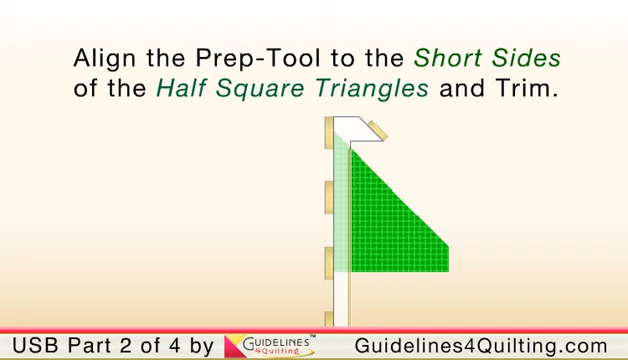 Align the Prep-Tool to the Short Sides
of the Half Square Triangles and Trim.
USB Part 2 of 4 by GUIDELINES™ Guidelines4Quilting.com
4Quilting